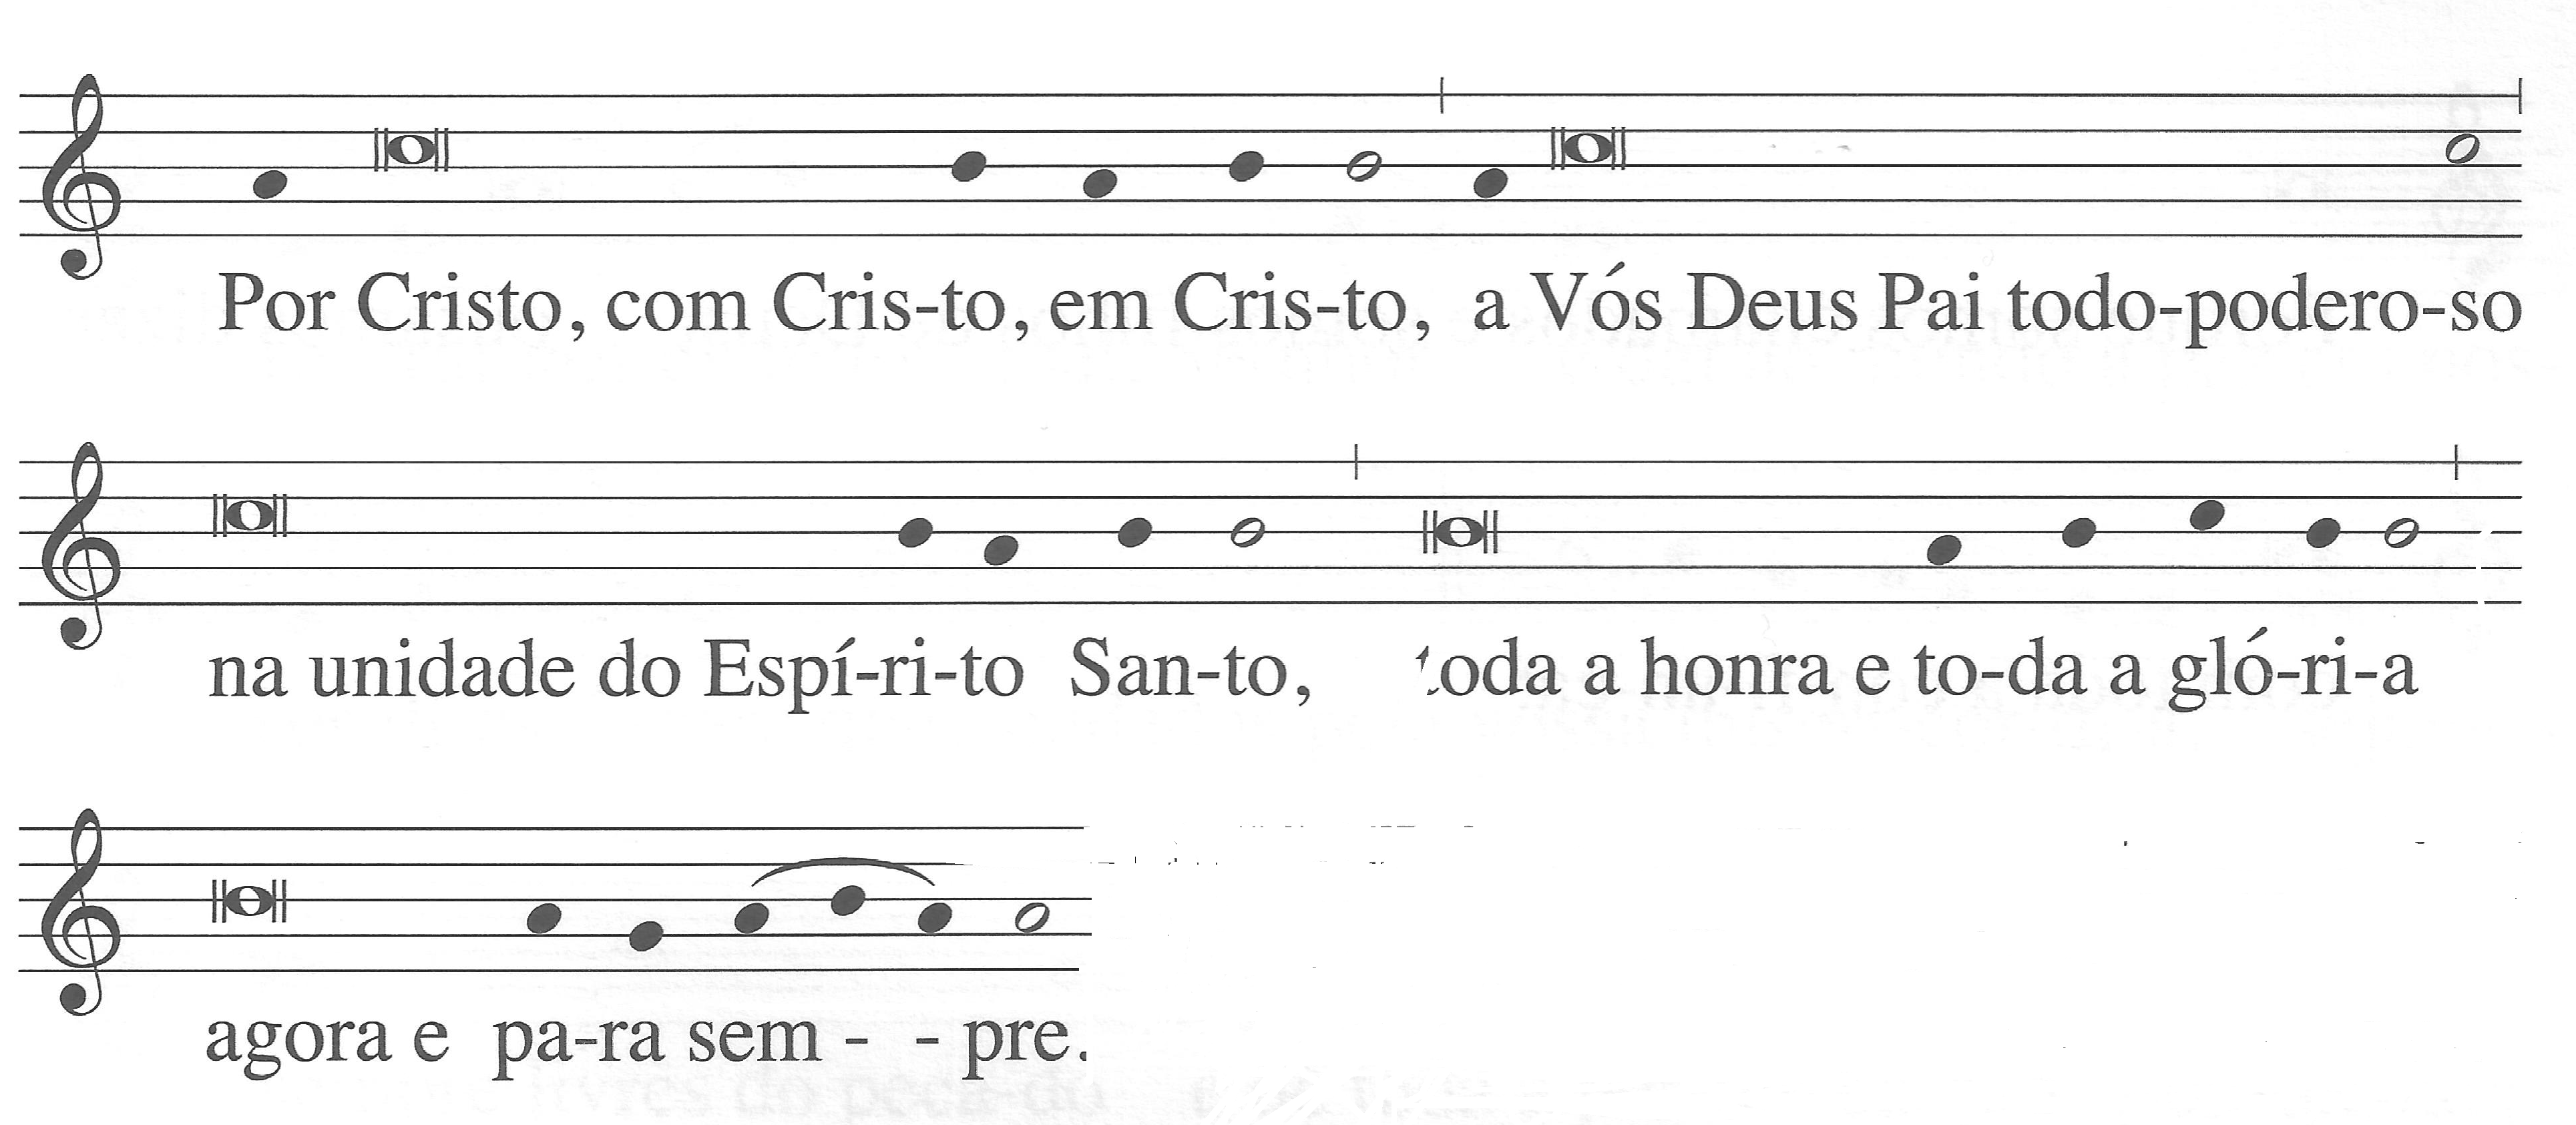 Por Cristo, com Cris-to, em Cris-to, a Vós Deus Pai todo-podero-so
na unidade do Espí-ri-to San-to, toda a honra e to-da a gló-ri-a
agora e pa-ra sem - - pre.